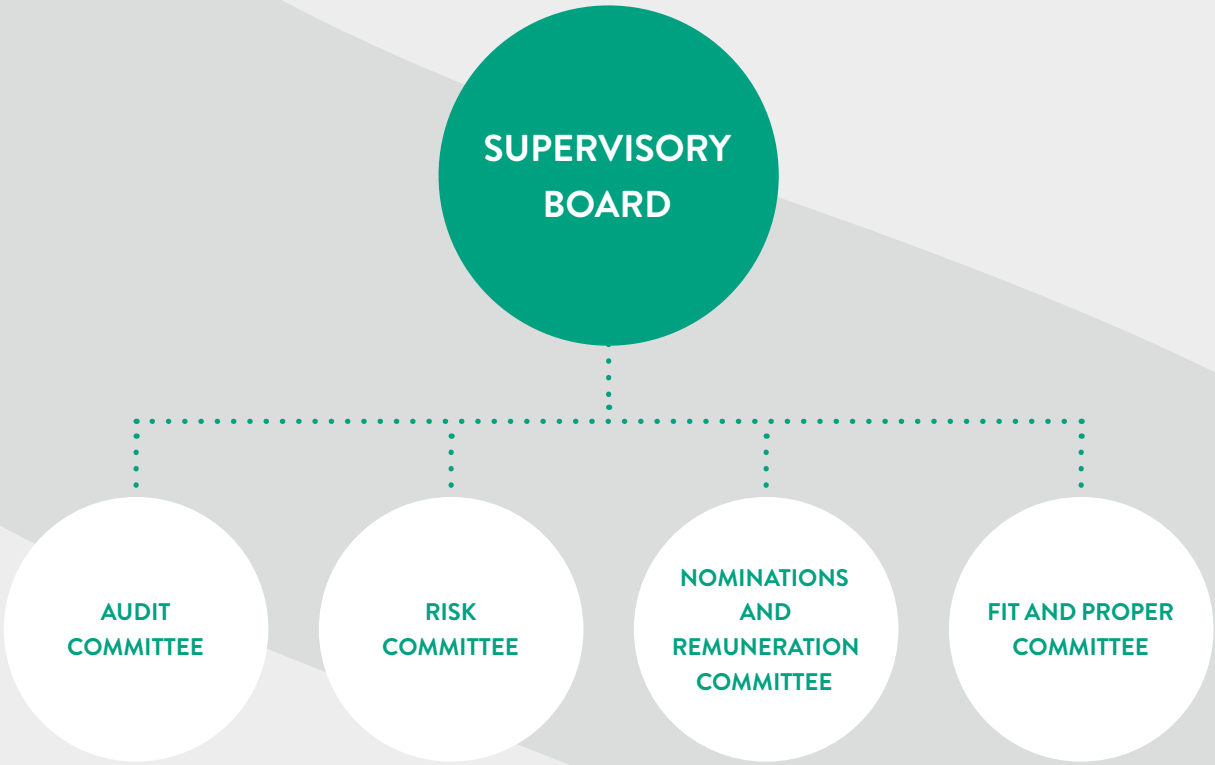 SUPERVISORY
BOARD
AUDIT
COMMITTEE
RISK
COMMITTEE
NOMINATIONS
AND
REMUNERATION
COMMITTEE
FIT AND PROPER
COMMITTEE